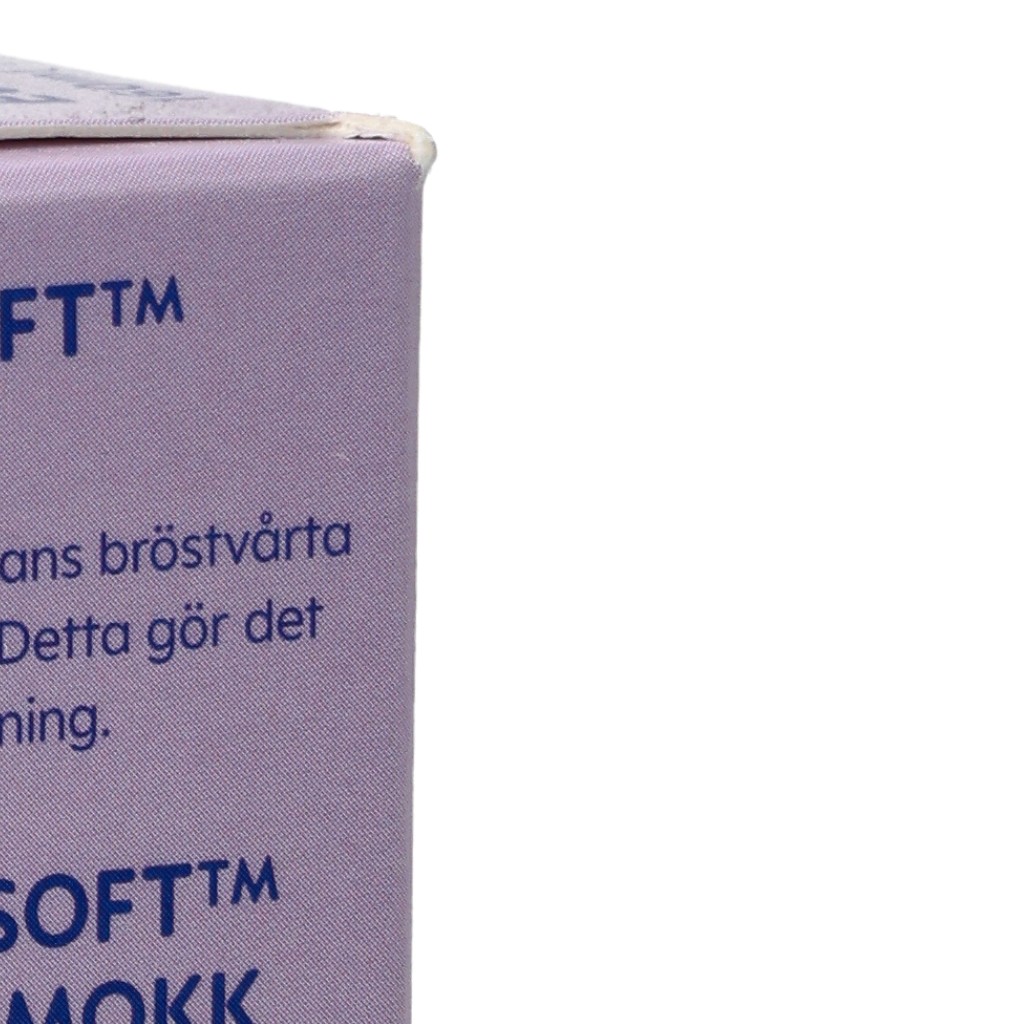 FT™
ans bröstvårta
Detta gör det
ning.
SOFT™
MOKK